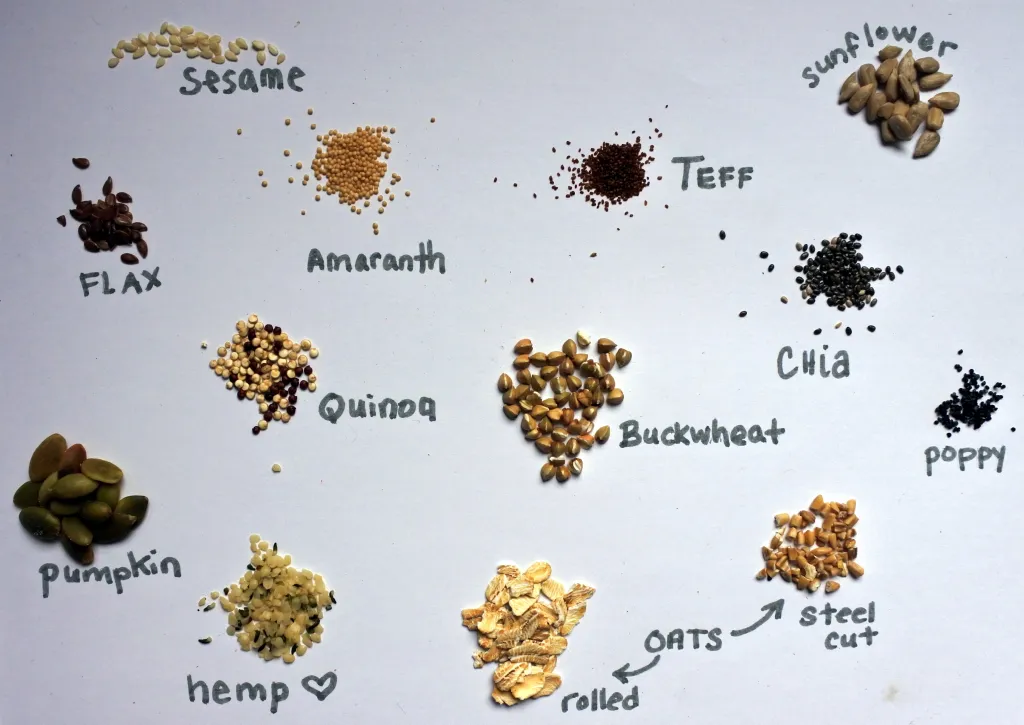 sunflower
Sesame
TEFF
Amaranth
FLAX
CHia
Quinoa
Buckwheat
poppy
pumpkin
steel
cut
OATS
hemp ♡
rolled